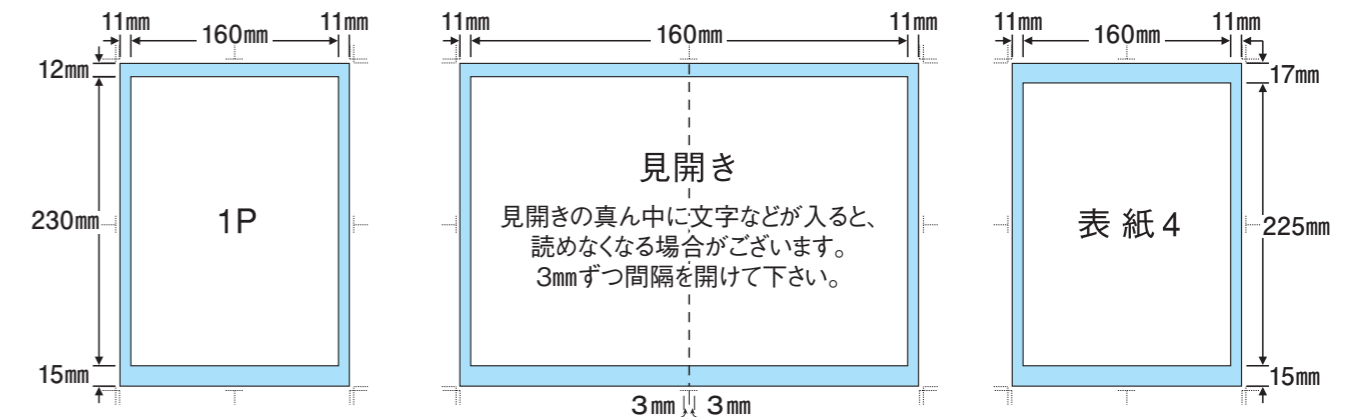 11㎜
160㎜
11㎜
12㎜
230㎜
15㎜
1P
11㎜
160㎜
11㎜
見開き
見開きの真ん中に文字などが入ると、
読めなくなる場合がございます。
3㎜ずつ間隔を開けて下さい。
3㎜
3㎜
11㎜
160㎜
11㎜
17㎜
225㎜
15㎜
表紙4